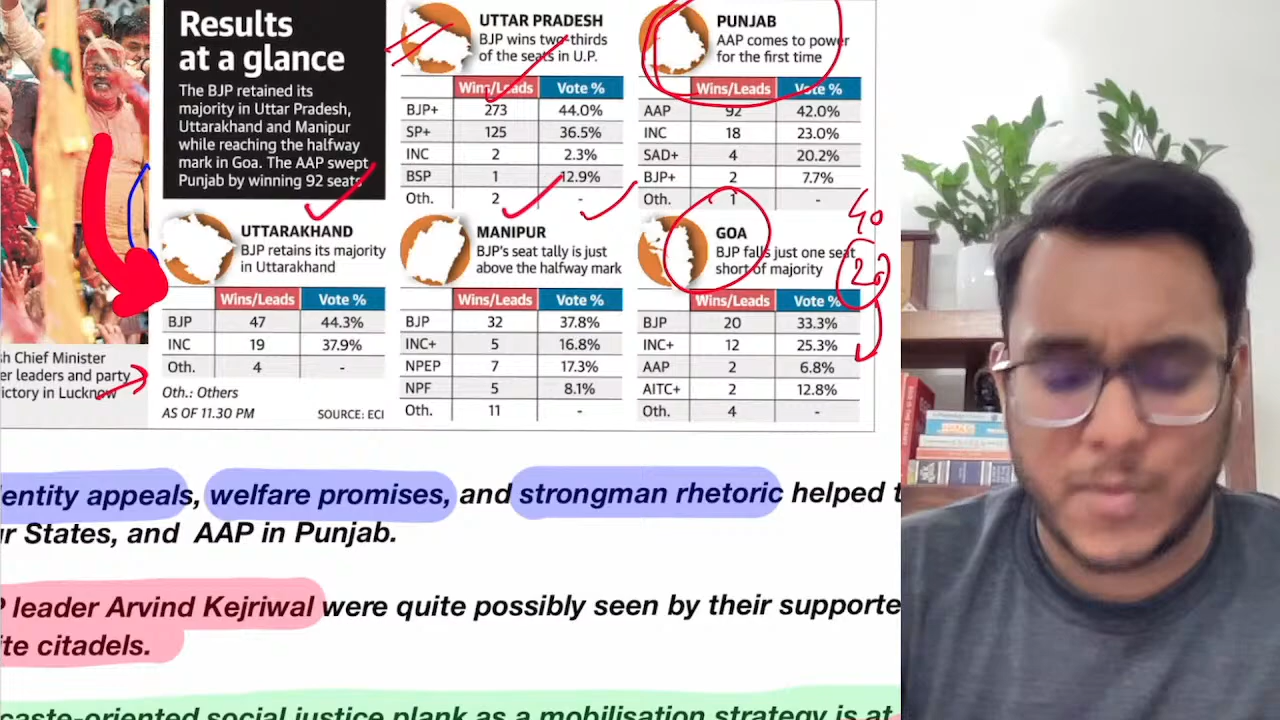 Results
at a glance
The BJP retained its
majority in Uttar Pradesh,
Uttarakhand and Manipur
while reaching the halfway
mark in Goa. The AAP swept
Punjab by winning 92 seats
UTTAR PRADESH
BJP wins two-thirds
of the seats in U.P.
Wins/Leads Vote %
BJP+ 273 44.0%
SP+ 125 36.5%
INC 2 2.3%
BSP 1 12.9%
Oth. 2 -
PUNJAB
AAP comes to power
for the first time
Wins/Leads Vote %
AAP 92 42.0%
INC 18 23.0%
SAD+ 4 20.2%
BJP+ 2 7.7%
Oth. 1 -
UTTARAKHAND
BJP retains its majority
in Uttarakhand
Wins/Leads Vote %
BJP 47 44.3%
INC 19 37.9%
Oth. 4 -
Oth.: Others
AS OF 11.30 PM SOURCE: ECI
MANIPUR
BJP's seat tally is just
above the halfway mark
Wins/Leads Vote %
BJP 32 37.8%
INC+ 5 16.8%
NPEP 7 17.3%
NPF 5 8.1%
Oth. 11 -
GOA
BJP falls just one seat
short of majority
Wins/Leads Vote %
BJP 20 33.3%
INC+ 12 25.3%
AAP 2 6.8%
AITC+ 2 12.8%
Oth. 4 -
40
20
h Chief Minister
er leaders and party
ictory in Lucknow
entity appeals, welfare promises, and strongman rhetoric helped t
r States, and AAP in Punjab.
P leader Arvind Kejriwal were quite possibly seen by their supporte
te citadels.
caste-oriented social justice plank as a mobilisation strategy is at